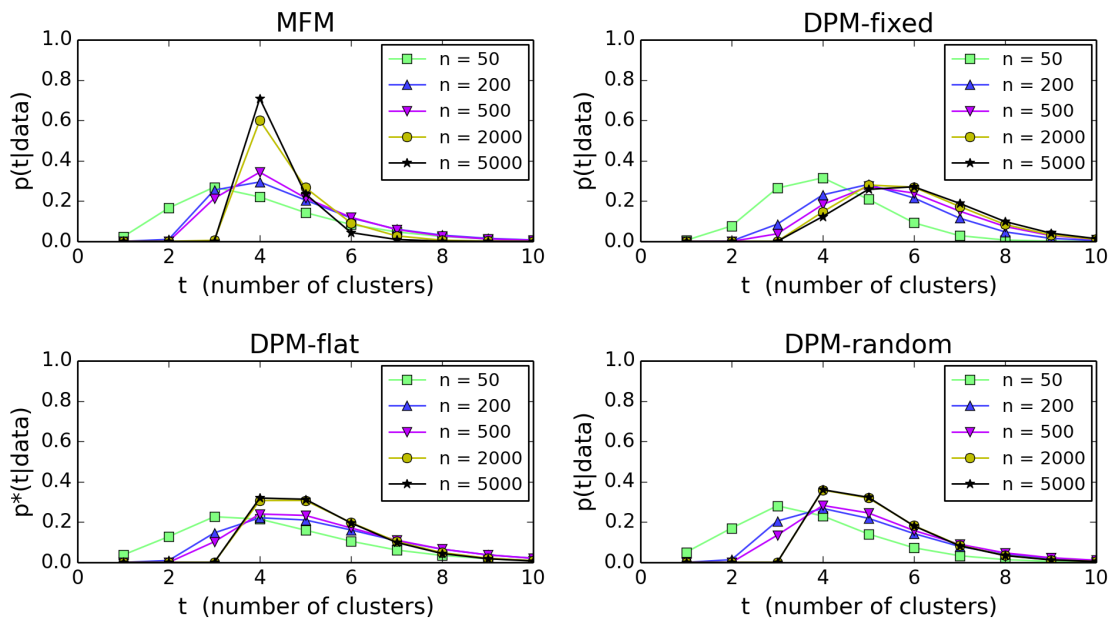 MFM
1.0
0.8
0.6
0.4
0.2
0.0
p(t|data)
n = 50
n = 200
n = 500
n = 2000
n = 5000
0 2 4 6 8 10
t (number of clusters)
DPM-fixed
1.0
0.8
0.6
0.4
0.2
0.0
p(t|data)
n = 50
n = 200
n = 500
n = 2000
n = 5000
0 2 4 6 8 10
t (number of clusters)
DPM-flat
1.0
0.8
0.6
0.4
0.2
0.0
p*(t|data)
n = 50
n = 200
n = 500
n = 2000
n = 5000
0 2 4 6 8 10
t (number of clusters)
DPM-random
1.0
0.8
0.6
0.4
0.2
0.0
p(t|data)
n = 50
n = 200
n = 500
n = 2000
n = 5000
0 2 4 6 8 10
t (number of clusters)